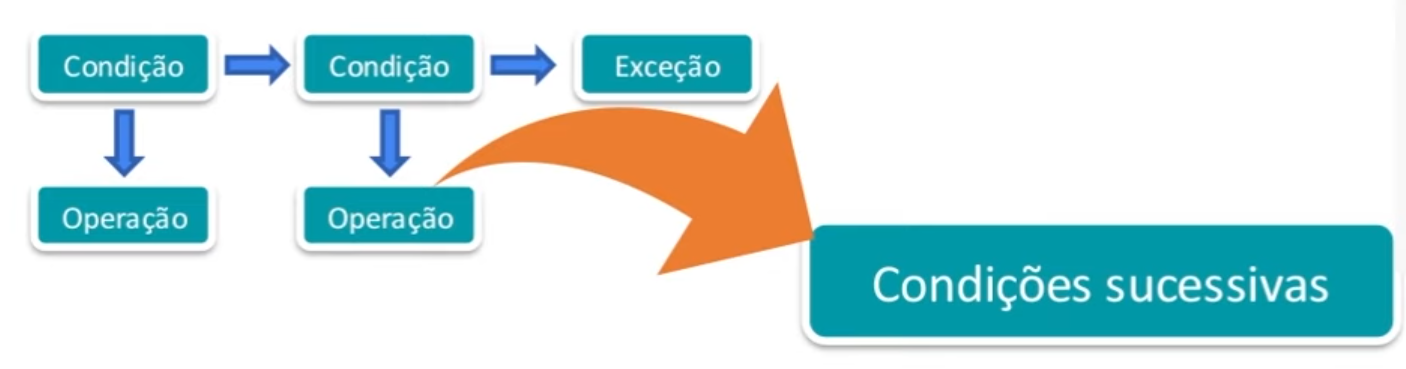 Condição
Condição
Exceção
Operação
Operação
Condições sucessivas